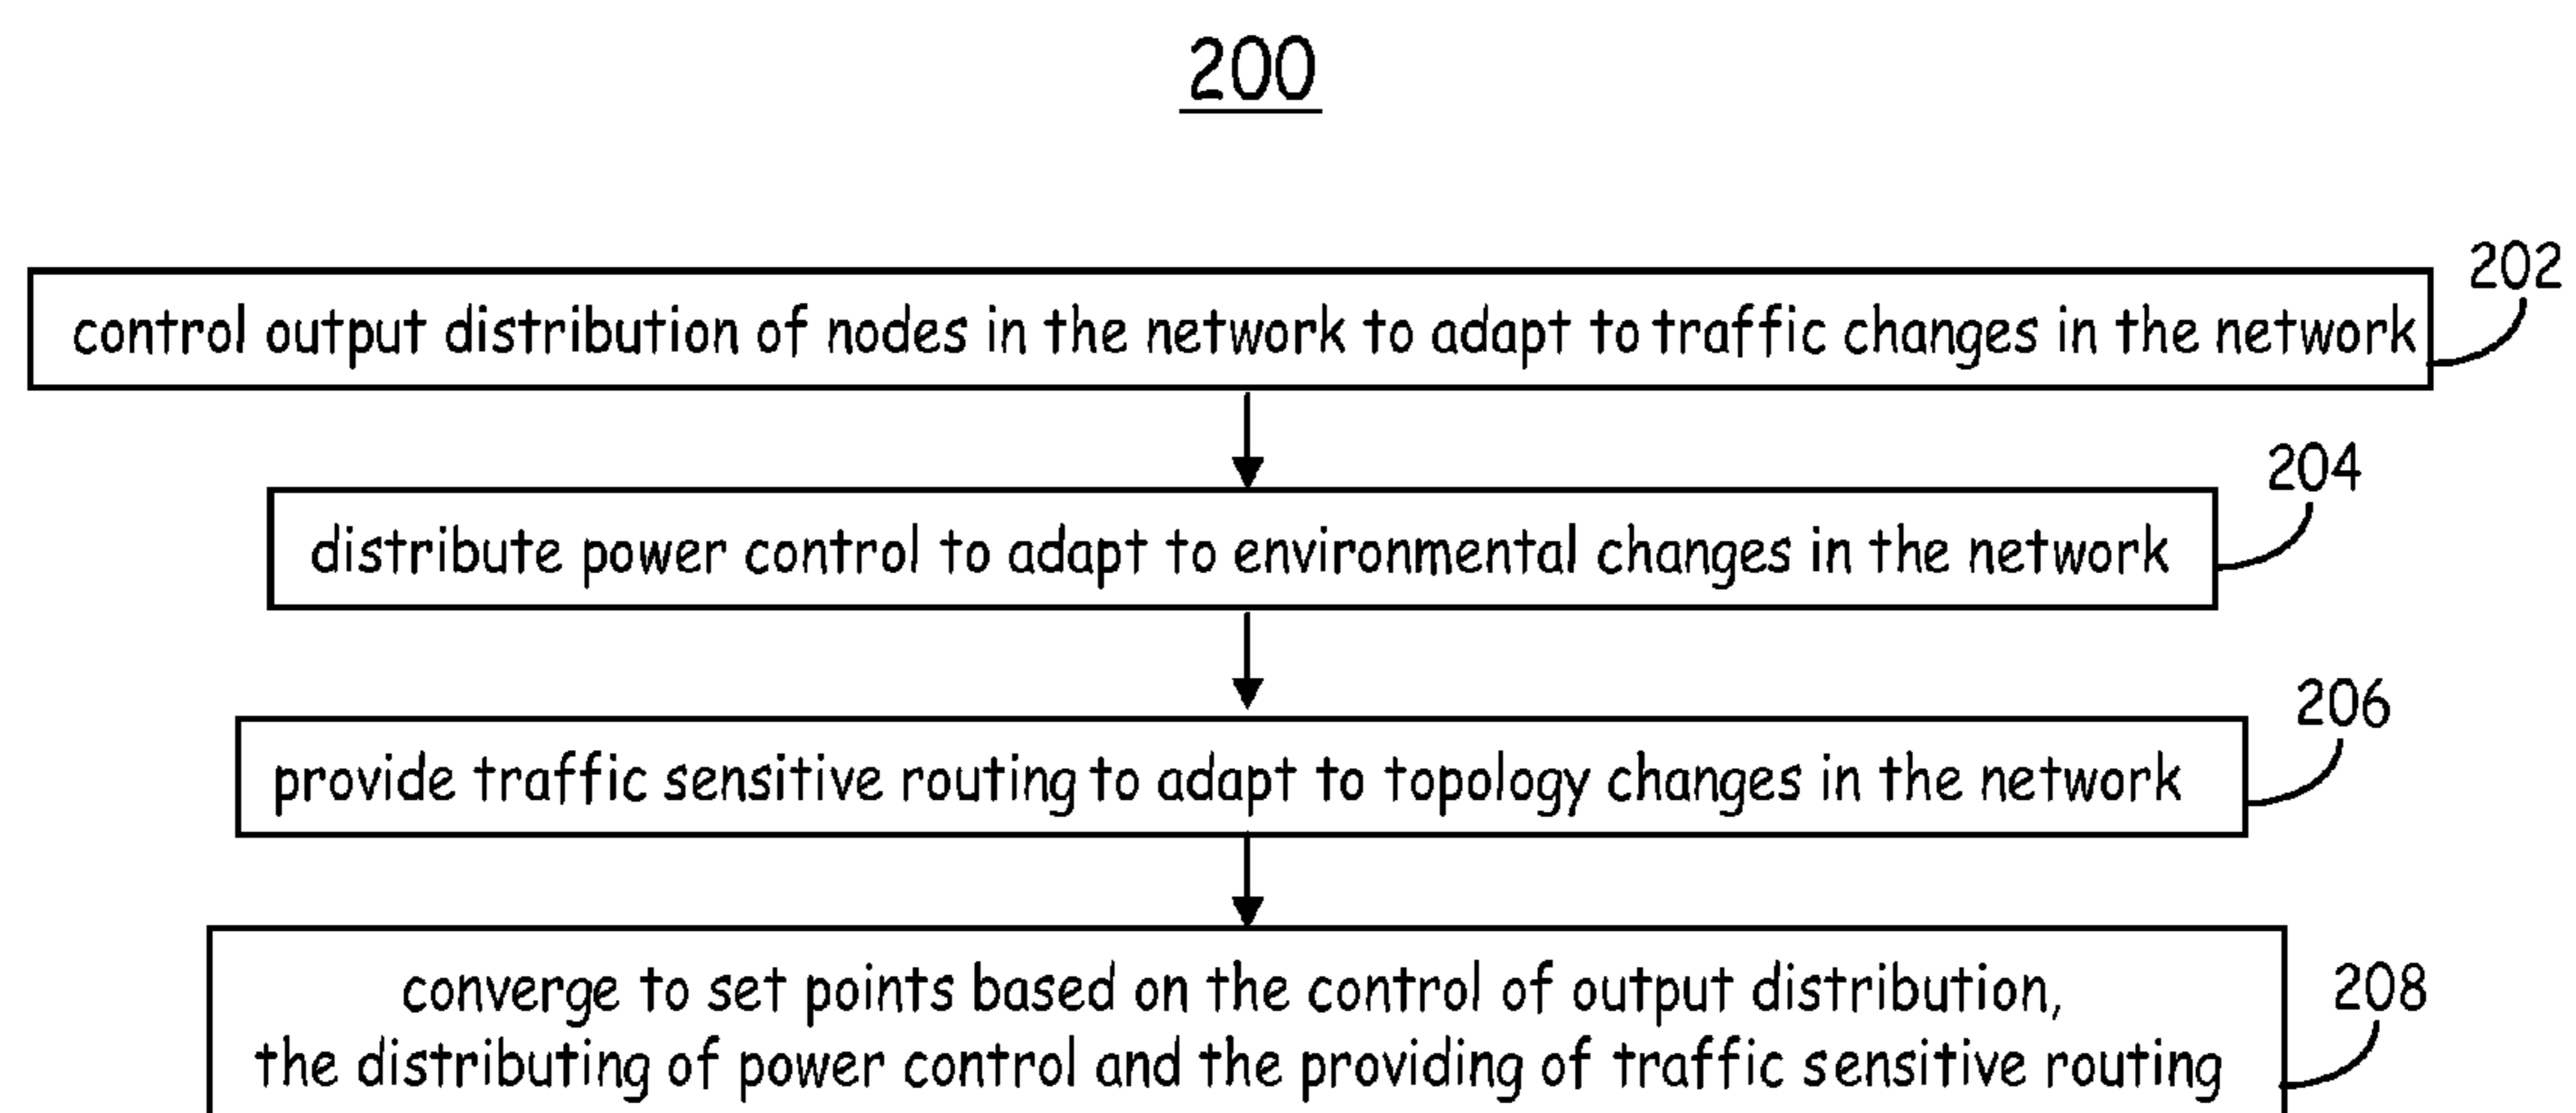 200
202
control output distribution of nodes in the network to adapt to traffic changes in the network
204
distribute power control to adapt to environmental changes in the network
206
provide traffic sensitive routing to adapt to topology changes in the network
208
converge to set points based on the control of output distribution,
the distributing of power control and the providing of traffic sensitive routing